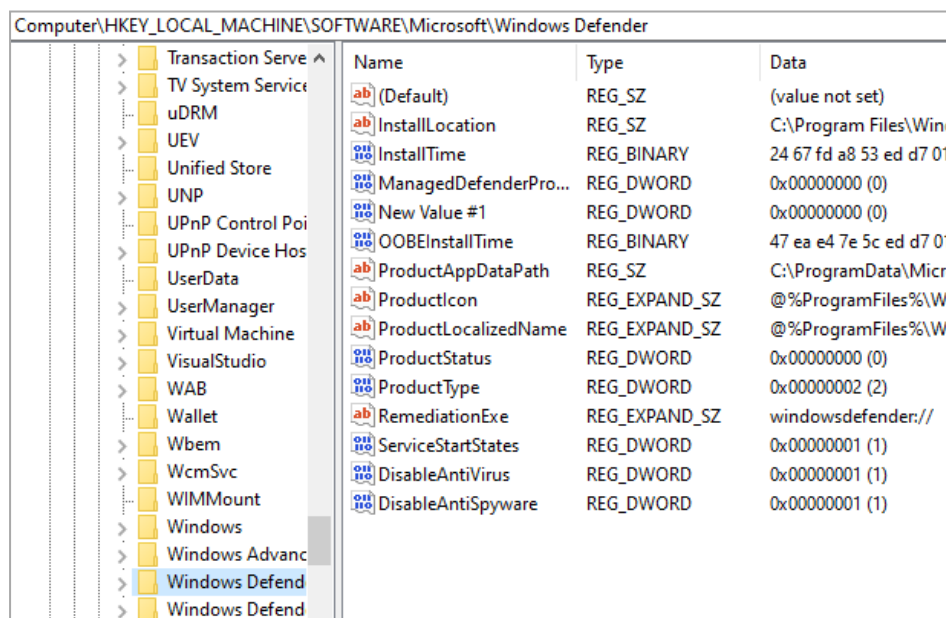 Computer\HKEY_LOCAL_MACHINE\SOFTWARE\Microsoft\Windows Defender
Transaction Serve
TV System Service
uDRM
UEV
Unified Store
UNP
UPnP Control Poi
UPnP Device Hos
UserData
UserManager
Virtual Machine
VisualStudio
WAB
Wallet
Wbem
WcmSvc
WIMMount
Windows
Windows Advanc
Windows Defend
Windows Defend
Name Type Data
(Default) REG_SZ (value not set)
InstallLocation REG_SZ C:\Program Files\Win
InstallTime REG_BINARY 24 67 fd a8 53 ed d7 01
ManagedDefenderPro... REG_DWORD 0x00000000 (0)
New Value #1 REG_DWORD 0x00000000 (0)
OOBEInstallTime REG_BINARY 47 ea e4 7e 5c ed d7 01
ProductAppDataPath REG_SZ C:\ProgramData\Micr
ProductIcon REG_EXPAND_SZ @%ProgramFiles%\W
ProductLocalizedName REG_EXPAND_SZ @%ProgramFiles%\W
ProductStatus REG_DWORD 0x00000000 (0)
ProductType REG_DWORD 0x00000002 (2)
RemediationExe REG_EXPAND_SZ windowsdefender://
ServiceStartStates REG_DWORD 0x00000001 (1)
DisableAntiVirus REG_DWORD 0x00000001 (1)
DisableAntiSpyware REG_DWORD 0x00000001 (1)